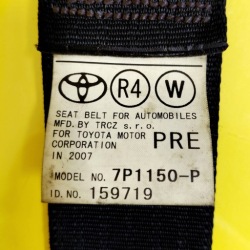 R4 W
SEAT BELT FOR AUTOMOBILES
MFD. BY TRCZ s.r.o.
FOR TOYOTA MOTOR
CORPORATION PRE
IN 2007
MODEL NO. 7P1150-P
ID. NO. 159719